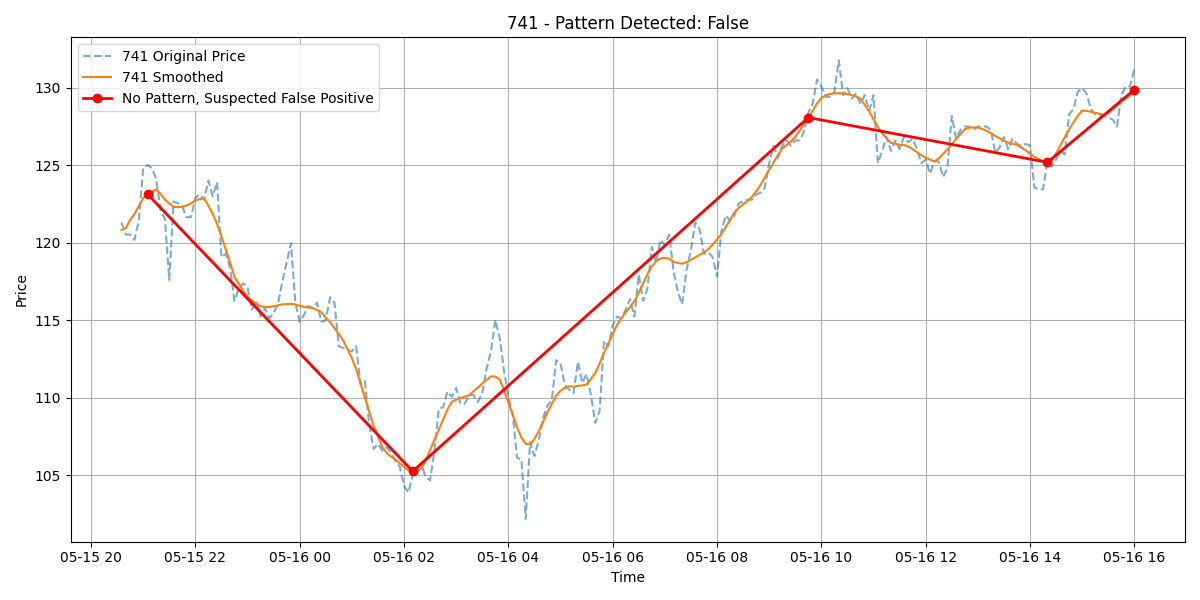 741 - Pattern Detected: False
741 Original Price
741 Smoothed
No Pattern, Suspected False Positive
Price
130
125
120
115
110
105
05-15 20 05-15 22 05-16 00 05-16 02 05-16 04 05-16 06 05-16 08 05-16 10 05-16 12 05-16 14 05-16 16
Time